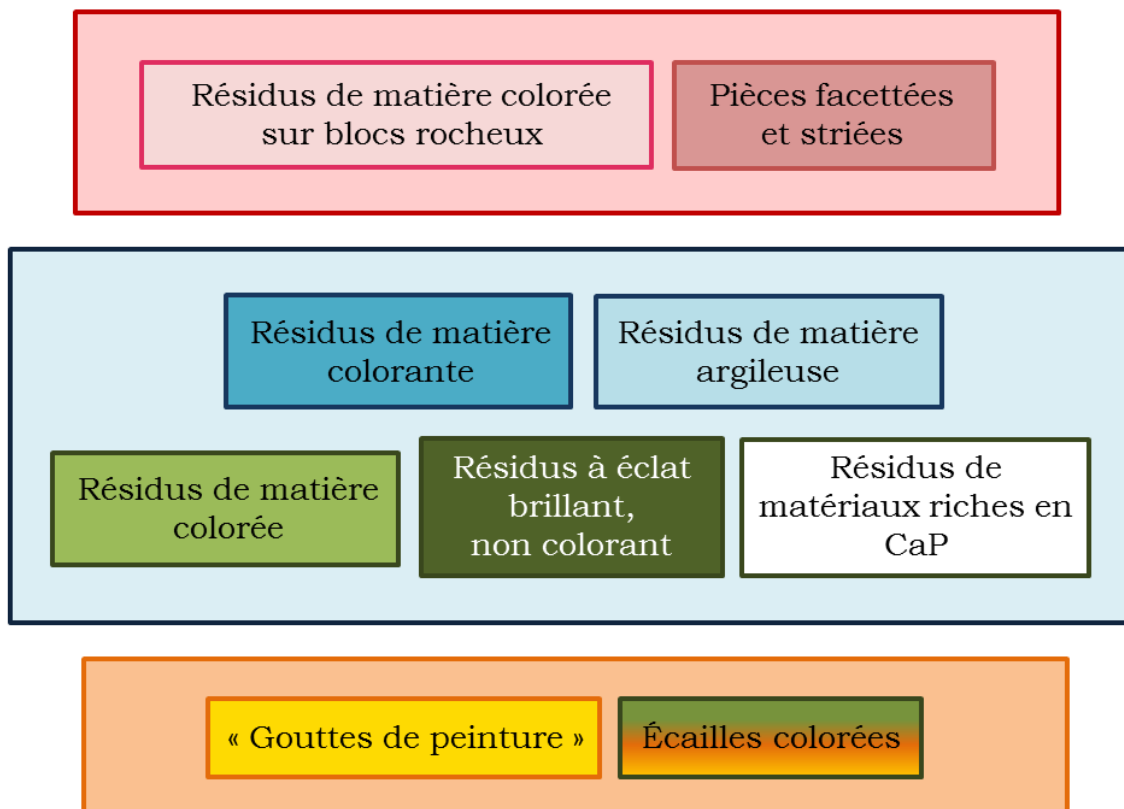 Résidus de matière colorée
sur blocs rocheux
Pièces facettées
et striées
Résidus de matière
colorante
Résidus de matière
argileuse
Résidus de matière
colorée
Résidus à éclat
brillant,
non colorant
Résidus de
matériaux riches en
CaP
« Gouttes de peinture »
Écailles colorées